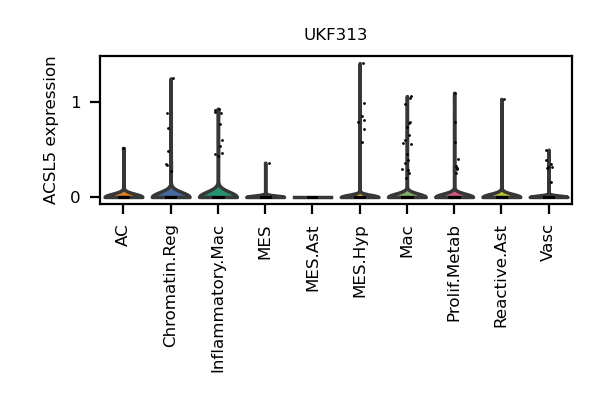 UKF313
ACSL5 expression
1
0
AC
Chromatin.Reg
Inflammatory.Mac
MES
MES.Ast
MES.Hyp
Mac
Prolif.Metab
Reactive.Ast
Vasc